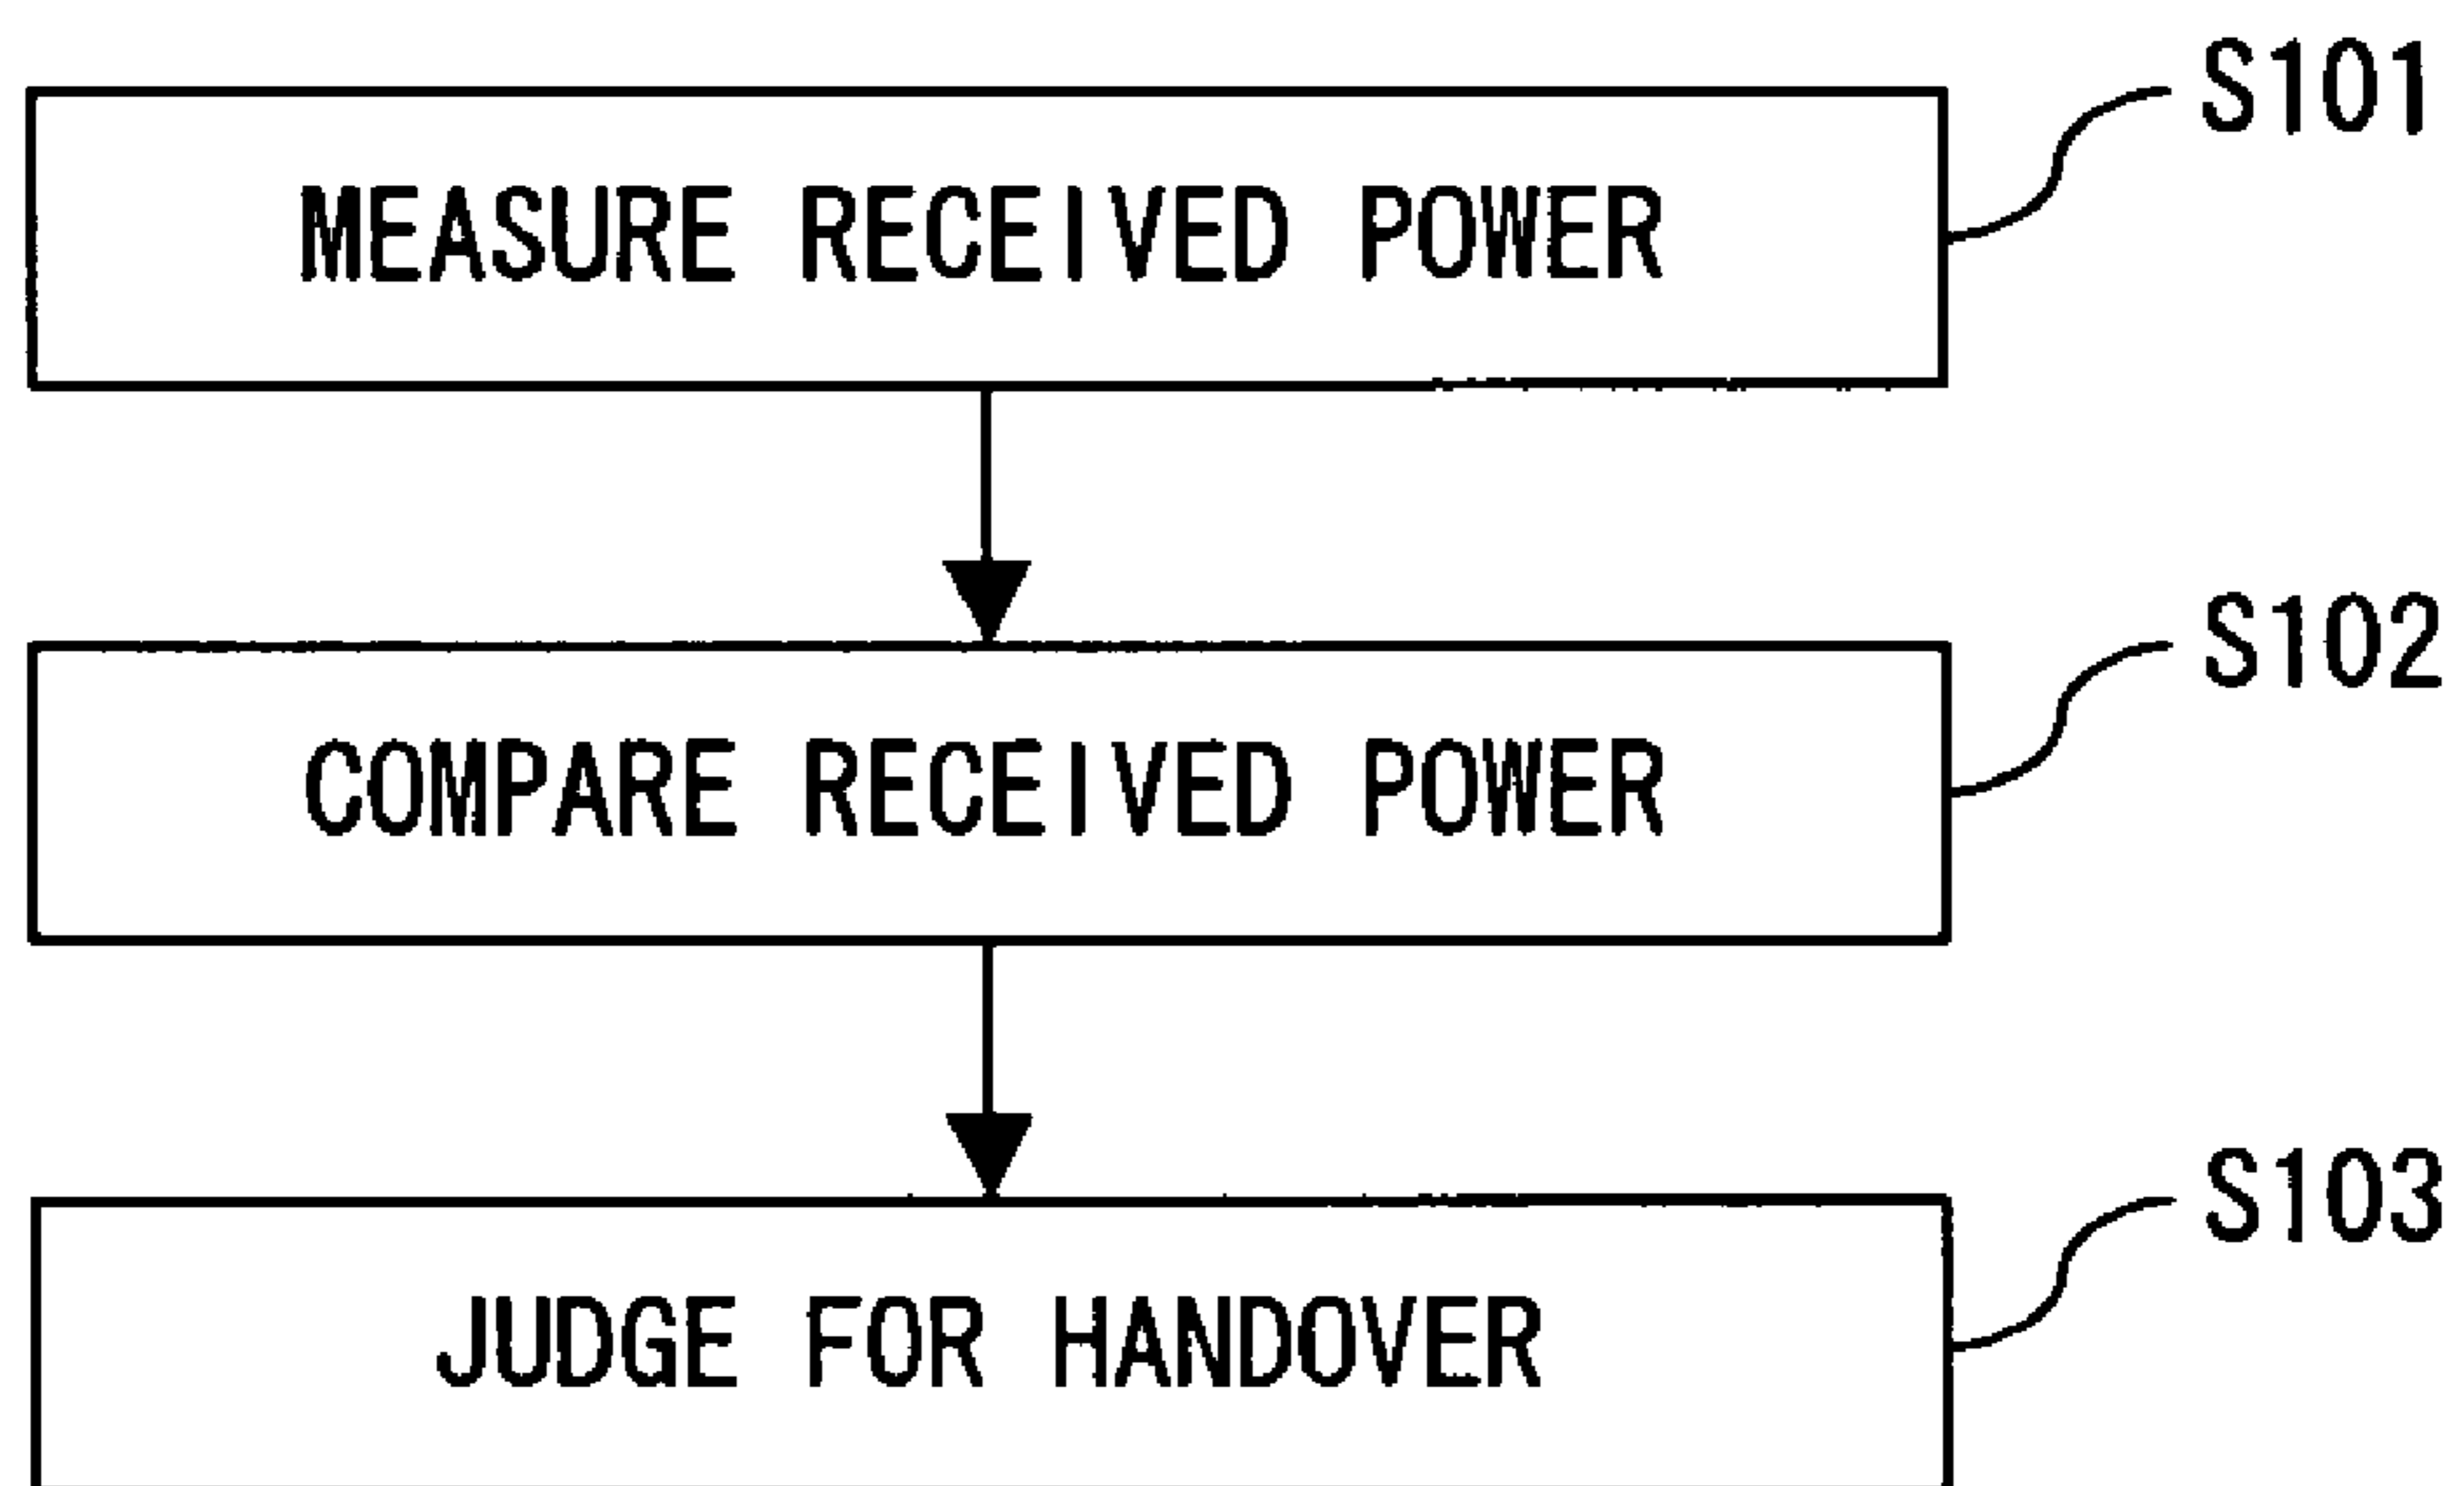 S101
MEASURE RECEIVED POWER
S102
COMPARE RECEIVED POWER
S103
JUDGE FOR HANDOVER